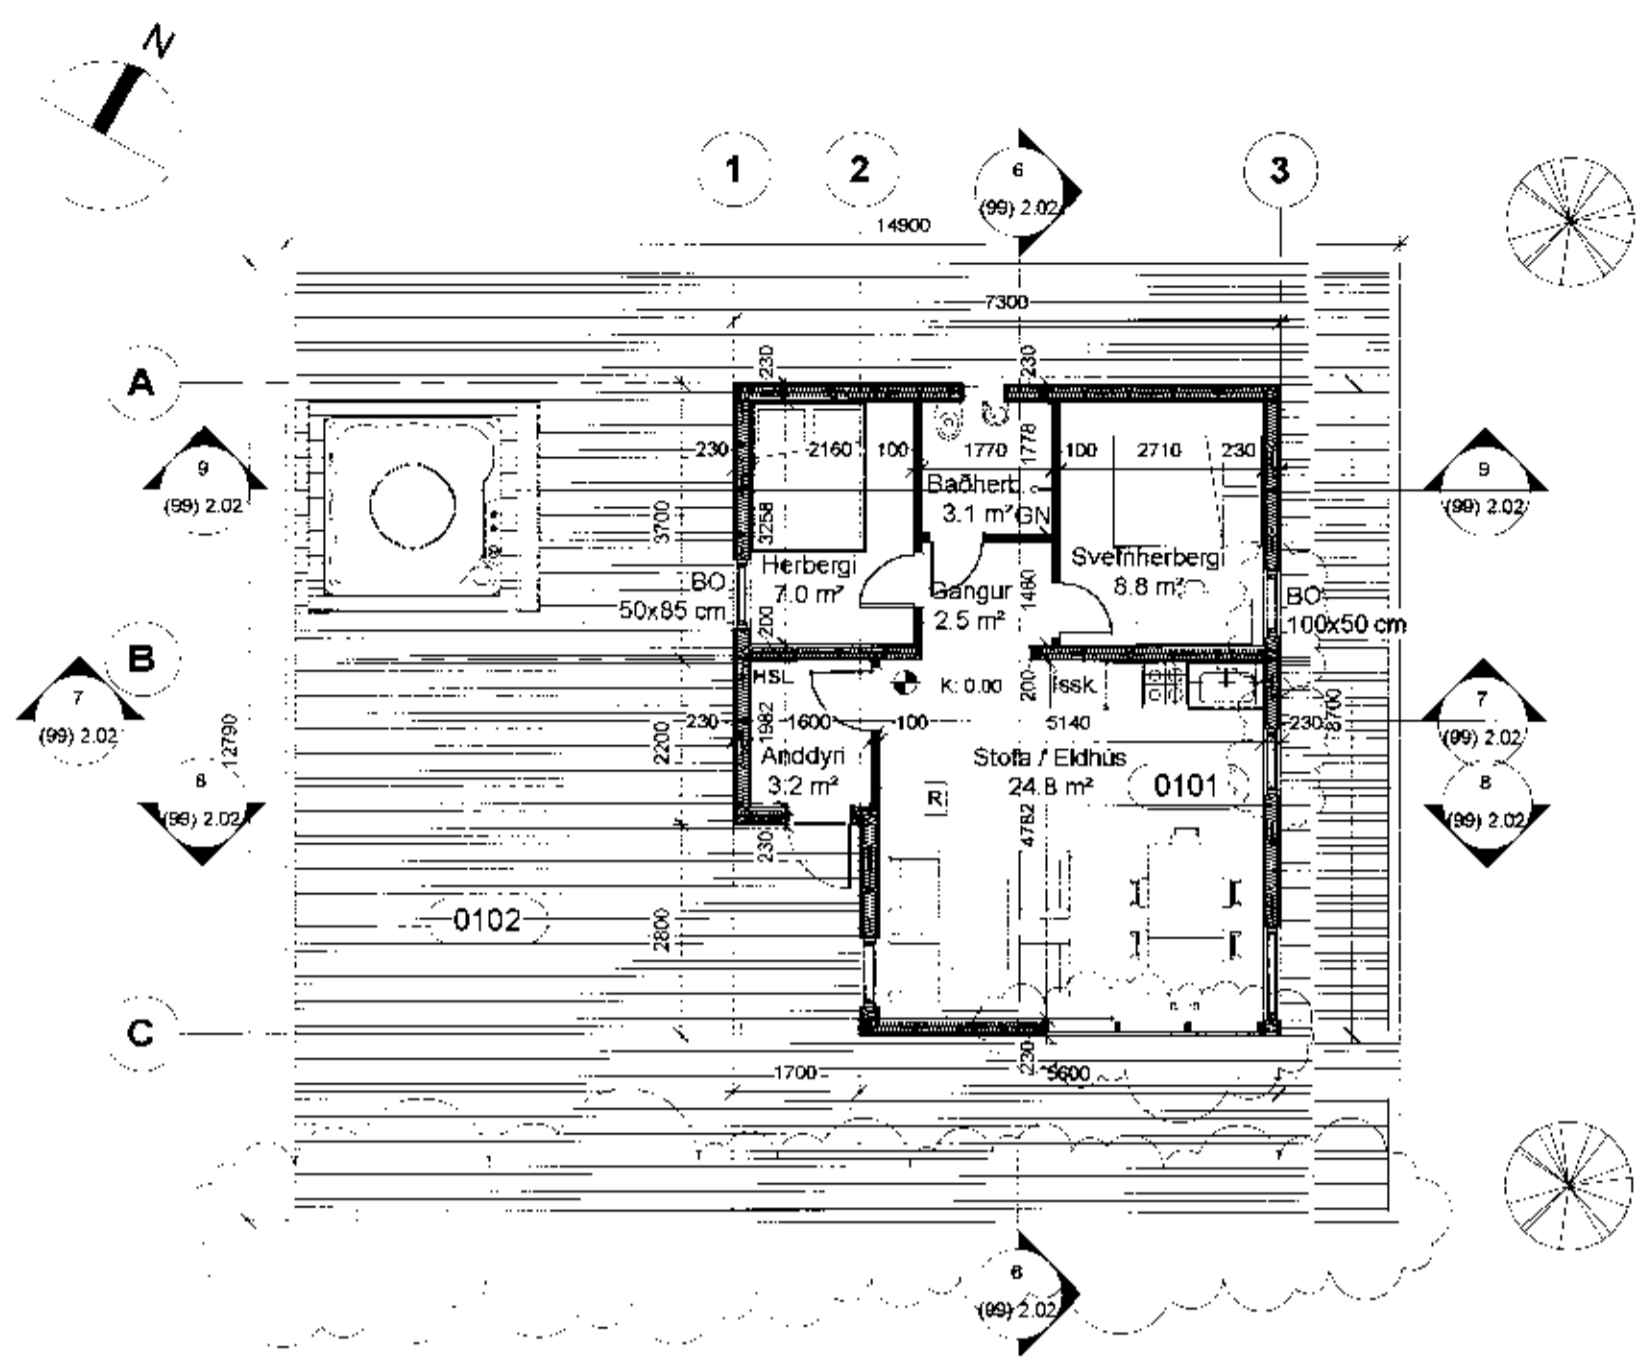 N
1
2
3
6
(99) 2.02
14900
7300
A
230
230
9
(99) 2.02
230
2160
100
1770
1778
100
2710
230
9
(99) 2.02
Baðherb.
3.1 m²
GN
3700
3258
Herbergi
7.0 m²
Svefnherbergi
8.8 m²
BO
50x85 cm
Gangur
2.5 m²
1460
BO
100x50 cm
200
B
HSL
K: 0.00
200
Íssk.
7
(99) 2.02
7
(99) 2.02
12790
2200
230
1982
1600
100
5140
230
8700
Anddyri
3.2 m²
Stofa / Eldhús
24.8 m²
0101
8
(99) 2.02
8
(99) 2.02
R
4782
230
0102
2800
C
230
1700
5600
6
(99) 2.02